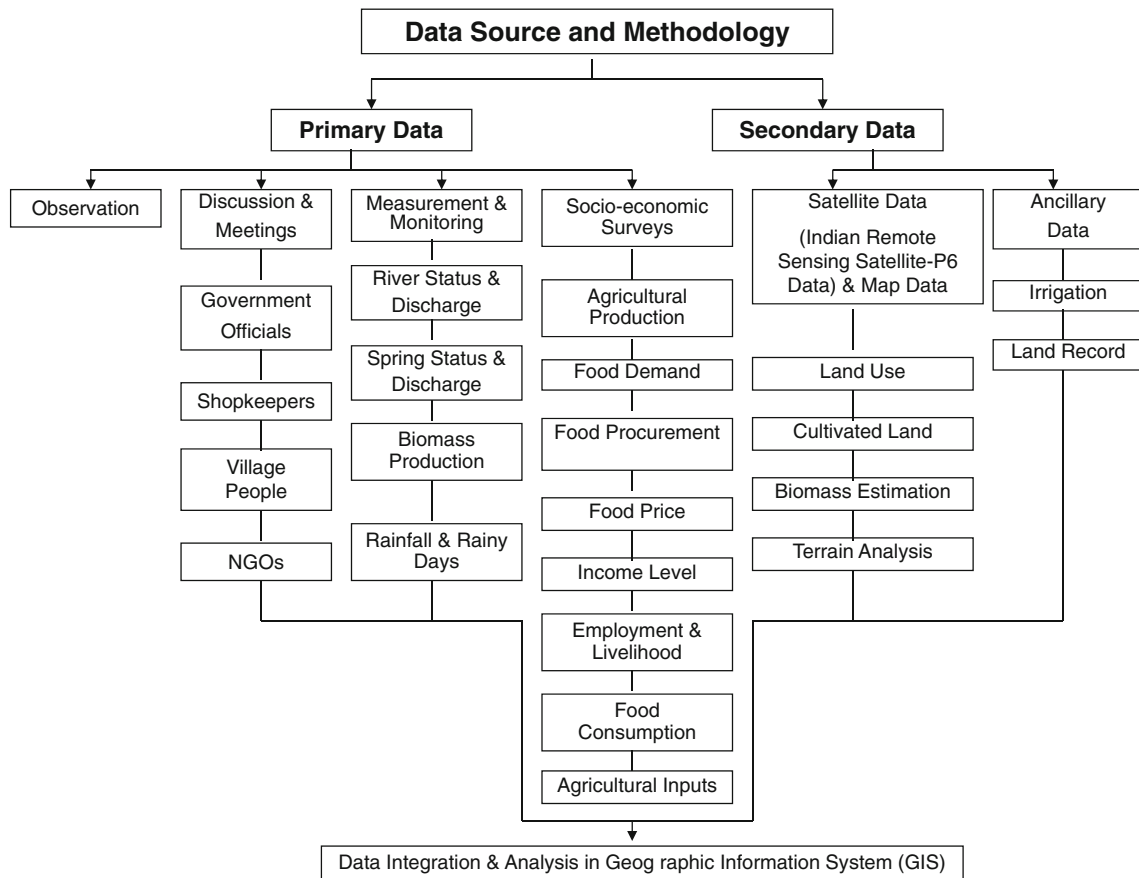 Data Source and Methodology
Primary Data
Secondary Data
Observation
Discussion &
Meetings
Government
Officials
Shopkeepers
Village
People
NGOs
Measurement &
Monitoring
River Status &
Discharge
Spring Status &
Discharge
Biomass
Production
Rainfall & Rainy
Days
Socio-economic
Surveys
Agricultural
Production
Food Demand
Food Procurement
Food Price
Income Level
Employment &
Livelihood
Food
Consumption
Agricultural Inputs
Satellite Data
(Indian Remote
Sensing Satellite-P6
Data) & Map Data
Land Use
Cultivated Land
Biomass Estimation
Terrain Analysis
Ancillary
Data
Irrigation
Land Record
Data Integration & Analysis in Geog raphic Information System (GIS)